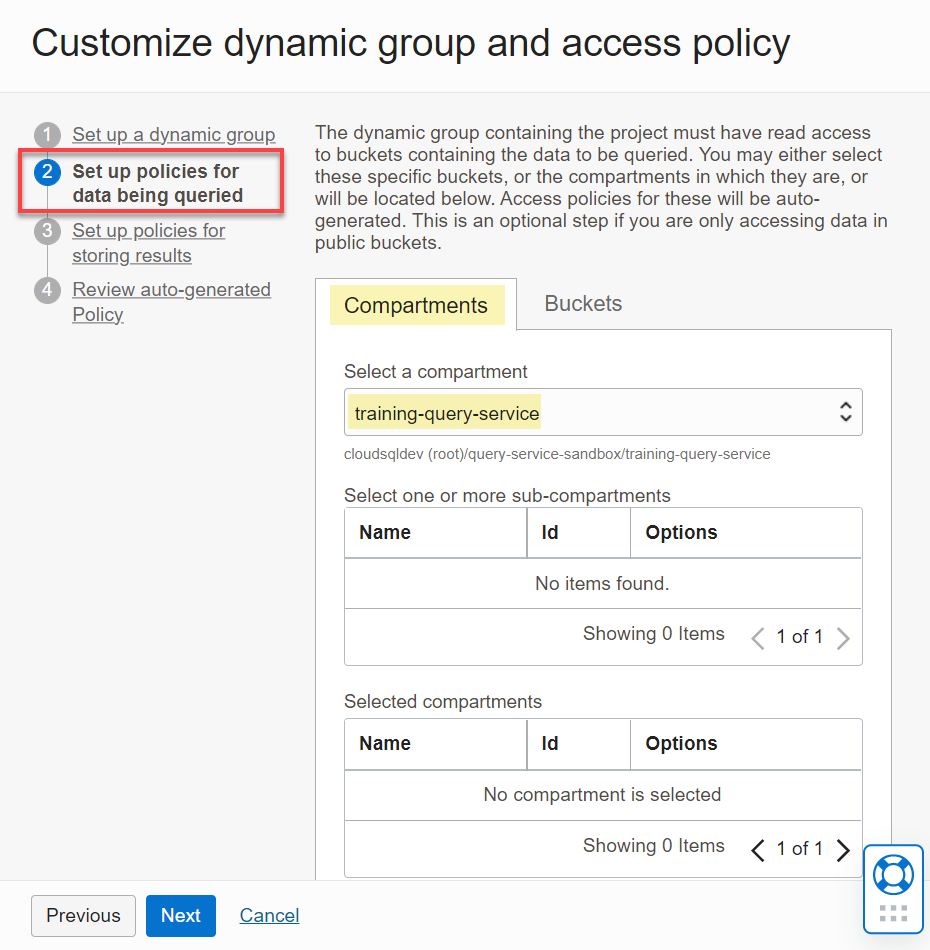 Customize dynamic group and access policy
1 Set up a dynamic group
2 Set up policies for
data being queried
3 Set up policies for
storing results
4 Review auto-generated
Policy
The dynamic group containing the project must have read access
to buckets containing the data to be queried. You may either select
these specific buckets, or the compartments in which they are, or
will be located below. Access policies for these will be auto-
generated. This is an optional step if you are only accessing data in
public buckets.
Compartments Buckets
Select a compartment
training-query-service
cloudsqldev (root)/query-service-sandbox/training-query-service
Select one or more sub-compartments
Name Id Options
No items found.
Showing 0 Items 1 of 1
Selected compartments
Name Id Options
No compartment is selected
Showing 0 Items 1 of 1
Previous Next Cancel